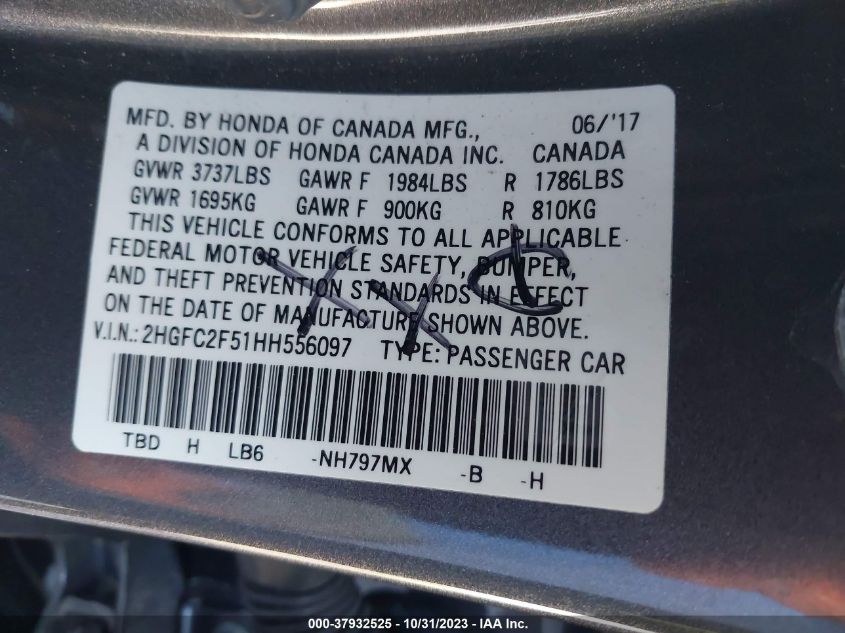 MFD. BY HONDA OF CANADA MFG., 06/'17
A DIVISION OF HONDA CANADA INC. CANADA
GVWR 3737LBS GAWR F 1984LBS R 1786LBS
GVWR 1695KG GAWR F 900KG R 810KG
THIS VEHICLE CONFORMS TO ALL APPLICABLE
FEDERAL MOTOR VEHICLE SAFETY, BUMPER,
AND THEFT PREVENTION STANDARDS IN EFFECT
ON THE DATE OF MANUFACTURE SHOWN ABOVE.
V.I.N.: 2HGFC2F51HH556097 TYPE: PASSENGER CAR
TBD H LB6 -NH797MX -B -H
000-37932525 - 10/31/2023 - IAA Inc.